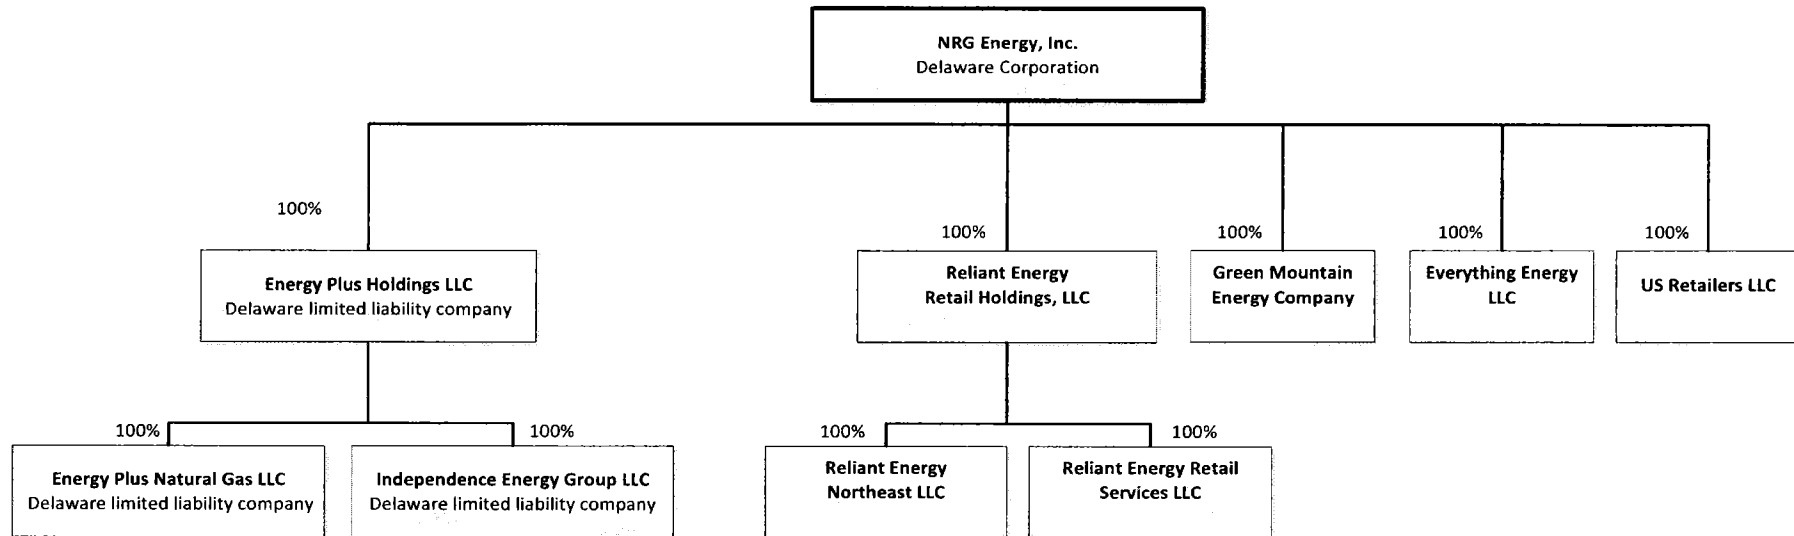 NRG Energy, Inc.
Delaware Corporation
100%
100%
100%
100%
100%
Energy Plus Holdings LLC
Delaware limited liability company
Reliant Energy
Retail Holdings, LLC
Green Mountain
Energy Company
Everything Energy
LLC
US Retailers LLC
100%
100%
100%
100%
Energy Plus Natural Gas LLC
Delaware limited liability company
Independence Energy Group LLC
Delaware limited liability company
Reliant Energy
Northeast LLC
Reliant Energy Retail
Services LLC